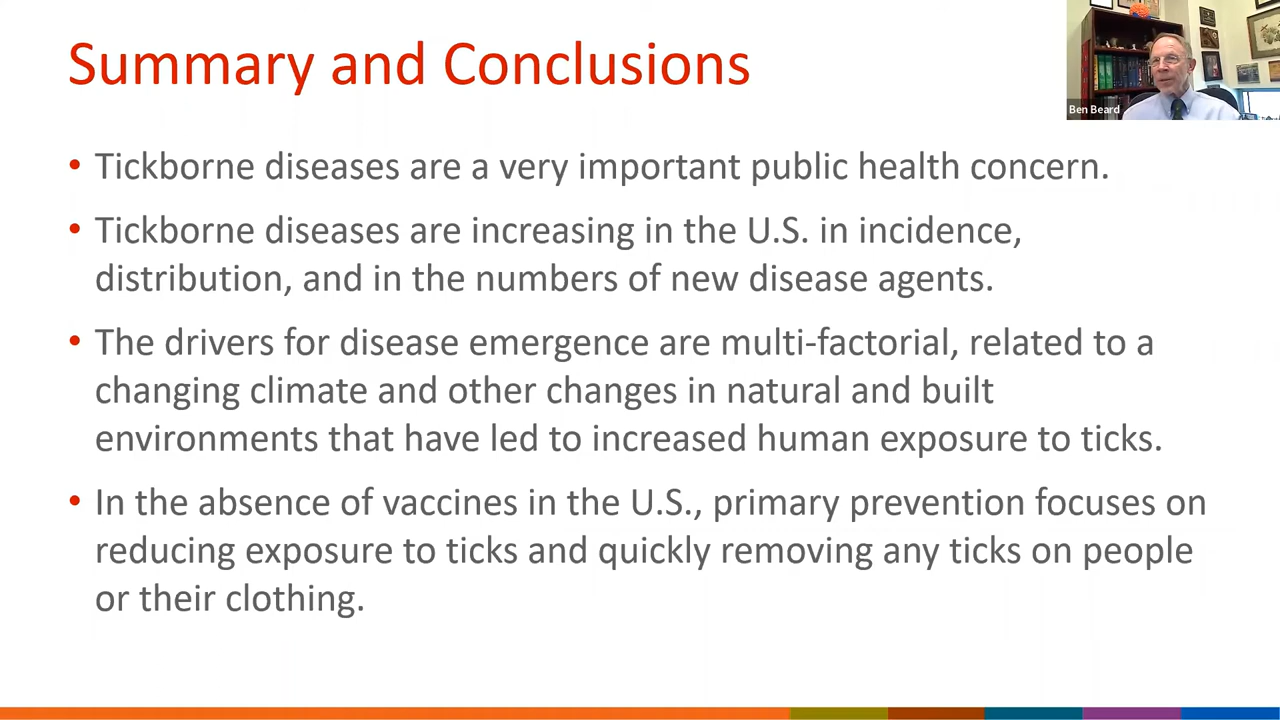 Summary and Conclusions
Ben Beard
• Tickborne diseases are a very important public health concern.
• Tickborne diseases are increasing in the U.S. in incidence,
distribution, and in the numbers of new disease agents.
• The drivers for disease emergence are multi-factorial, related to a
changing climate and other changes in natural and built
environments that have led to increased human exposure to ticks.
• In the absence of vaccines in the U.S., primary prevention focuses on
reducing exposure to ticks and quickly removing any ticks on people
or their clothing.